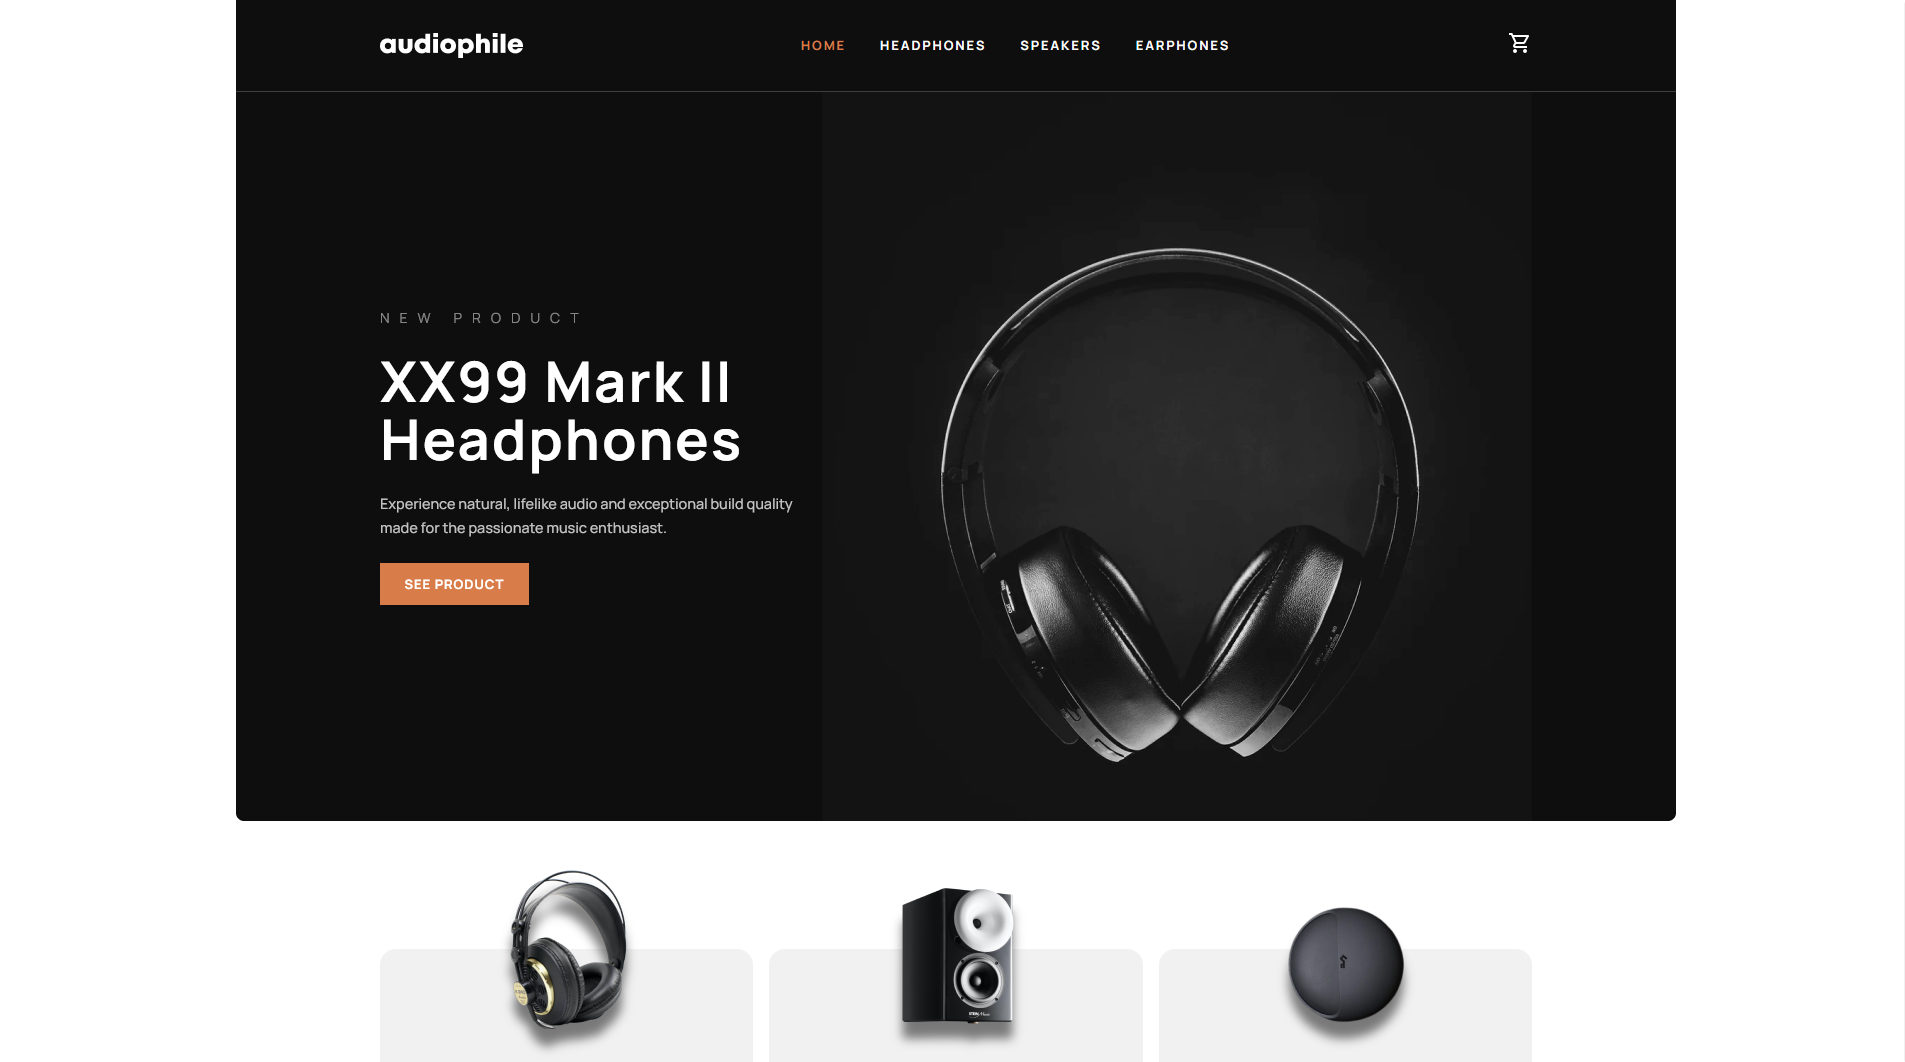 audiophile
HOME
HEADPHONES
SPEAKERS
EARPHONES
NEW PRODUCT
XX99 Mark II
Headphones
Experience natural, lifelike audio and exceptional build quality
made for the passionate music enthusiast.
SEE PRODUCT